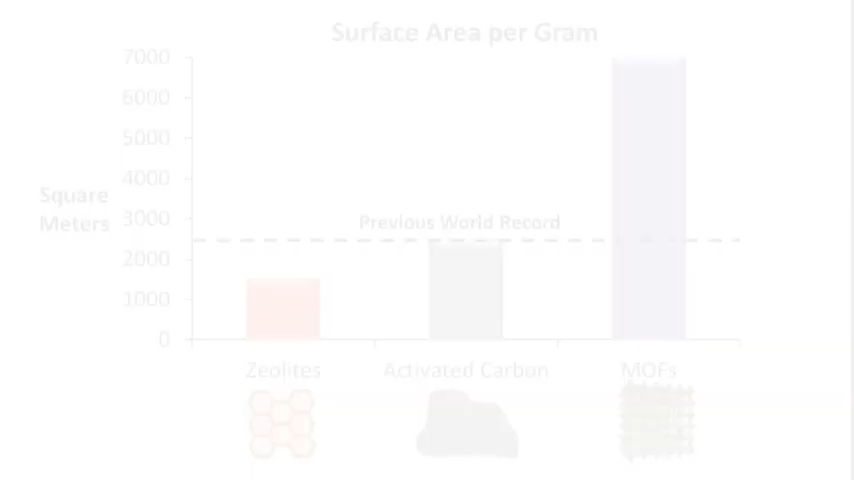 Surface Area per Gram
7000
6000
5000
4000
Square
Meters
3000
Previous World Record
2000
1000
0
Zeolites Activated Carbon MOFs